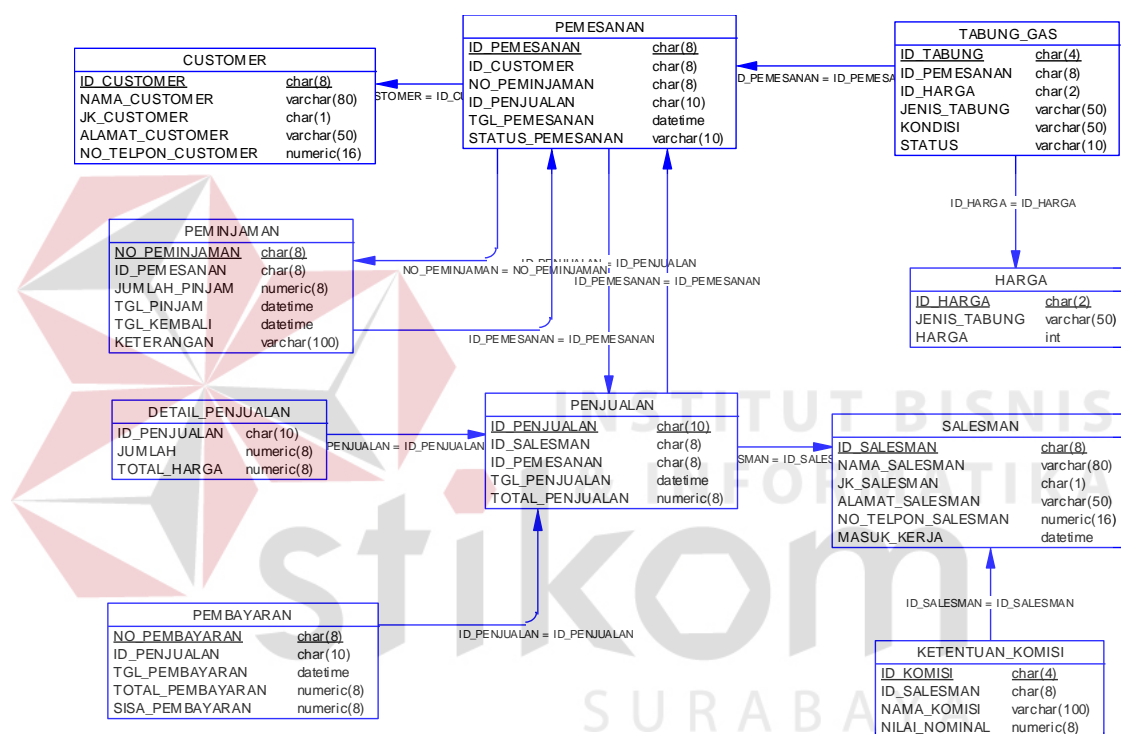 PEMESANAN
ID_PEMESANAN char(8)
ID_CUSTOMER char(8)
NO_PEMINJAMAN char(8)
ID_PENJUALAN char(10)
TGL_PEMESANAN datetime
STATUS_PEMESANAN varchar(10)
TABUNG_GAS
ID_TABUNG char(4)
ID_PEMESANAN char(8)
ID_HARGA char(2)
JENIS_TABUNG varchar(50)
KONDISI varchar(50)
STATUS varchar(10)
CUSTOMER
ID_CUSTOMER char(8)
NAMA_CUSTOMER varchar(80)
JK_CUSTOMER char(1)
ALAMAT_CUSTOMER varchar(50)
NO_TELPON_CUSTOMER numeric(16)
STOMER = ID_CU
D_PEMESANAN = ID_PEMESA
ID_HARGA = ID_HARGA
PEMINJAMAN
NO_PEMINJAMAN char(8)
ID_PEMESANAN char(8)
JUMLAH_PINJAM numeric(8)
TGL_PINJAM datetime
TGL_KEMBALI datetime
KETERANGAN varchar(100)
ID_PENJUALAN = ID_PENJUALAN
NO_PEMINJAMAN = NO_PEMINJAMAN
ID_PEMESANAN = ID_PEMESANAN
ID_PEMESANAN = ID_PEMESANAN
HARGA
ID_HARGA char(2)
JENIS_TABUNG varchar(50)
HARGA int
DETAIL_PENJUALAN
ID_PENJUALAN char(10)
JUMLAH numeric(8)
TOTAL_HARGA numeric(8)
PENJUALAN = ID_PENJUALAN
PENJUALAN
ID_PENJUALAN char(10)
ID_SALESMAN char(8)
ID_PEMESANAN char(8)
TGL_PENJUALAN datetime
TOTAL_PENJUALAN numeric(8)
SMAN = ID_SALES
SALESMAN
ID_SALESMAN char(8)
NAMA_SALESMAN varchar(80)
JK_SALESMAN char(1)
ALAMAT_SALESMAN varchar(50)
NO_TELPON_SALESMAN numeric(16)
MASUK_KERJA datetime
INSTITUT BISNIS
INFORMATIKA
stikom
SURABAYA
PEMBAYARAN
NO_PEMBAYARAN char(8)
ID_PENJUALAN char(10)
TGL_PEMBAYARAN datetime
TOTAL_PEMBAYARAN numeric(8)
SISA_PEMBAYARAN numeric(8)
ID_PENJUALAN = ID_PENJUALAN
ID_SALESMAN = ID_SALESMAN
KETENTUAN_KOMISI
ID_KOMISI char(4)
ID_SALESMAN char(8)
NAMA_KOMISI varchar(100)
NILAI_NOMINAL numeric(8)